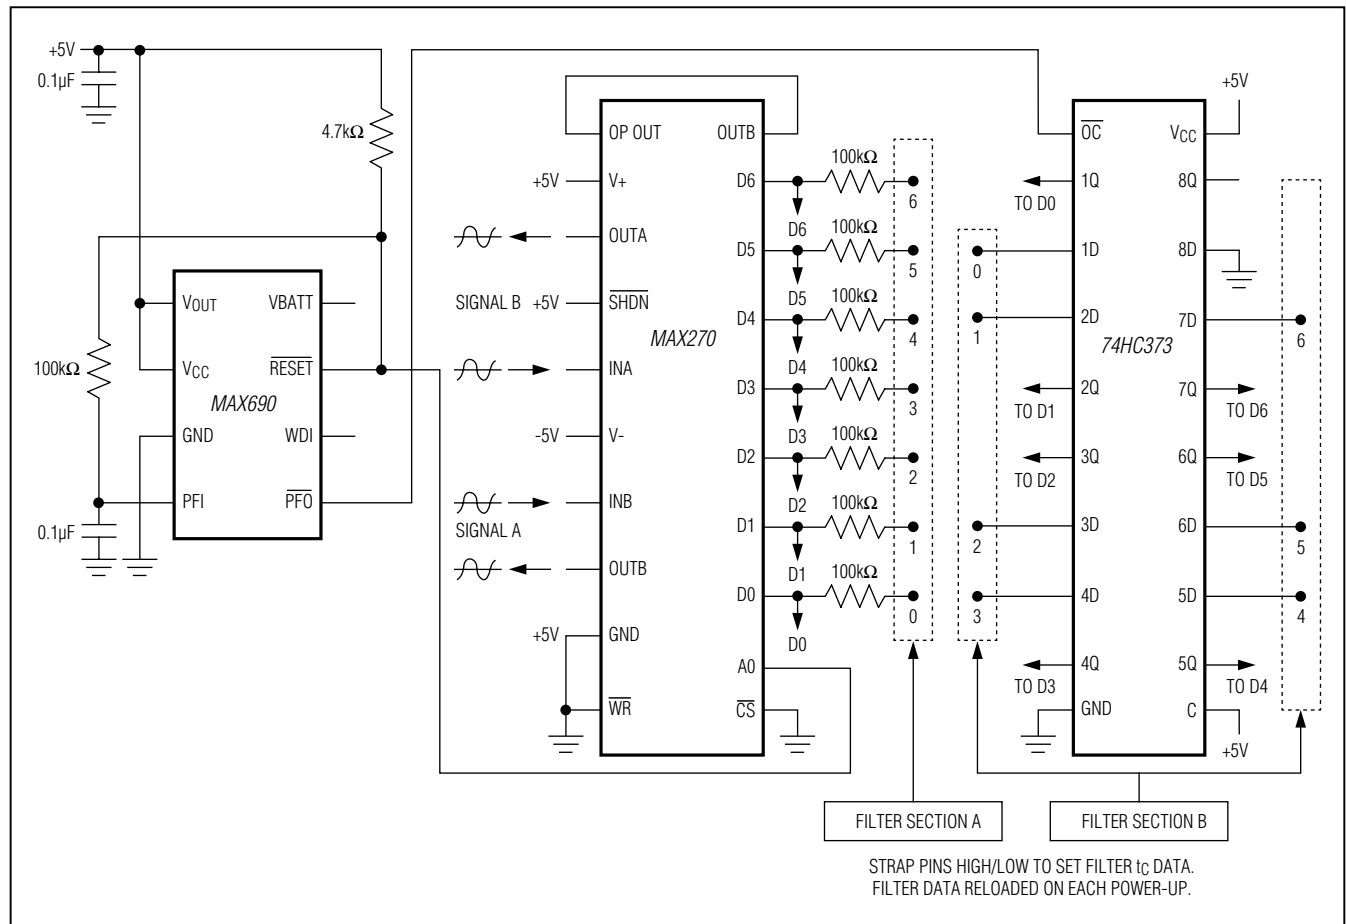 +5V
0.1µF
4.7kΩ
100kΩ
0.1µF
VOUT
VBATT
VCC
RESET
MAX690
GND
WDI
PFI
PFO
OP OUT
OUTB
+5V
V+
D6
OUTA
D5
SIGNAL B
+5V
SHDN
D4
MAX270
INA
D3
-5V
V-
D2
INB
SIGNAL A
D1
OUTB
D0
+5V
GND
A0
WR
CS
100kΩ
6
D6
100kΩ
5
D5
100kΩ
4
D4
100kΩ
3
D3
100kΩ
2
D2
100kΩ
1
D1
100kΩ
0
D0
+5V
OC
VCC
1Q
8Q
TO D0
0
1D
8D
1
2D
7D
6
74HC373
2Q
7Q
TO D1
TO D6
3Q
6Q
TO D2
TO D5
2
3D
6D
5
3
4D
5D
4
4Q
5Q
TO D3
TO D4
GND
C
+5V
FILTER SECTION A
FILTER SECTION B
STRAP PINS HIGH/LOW TO SET FILTER tC DATA.
FILTER DATA RELOADED ON EACH POWER-UP.